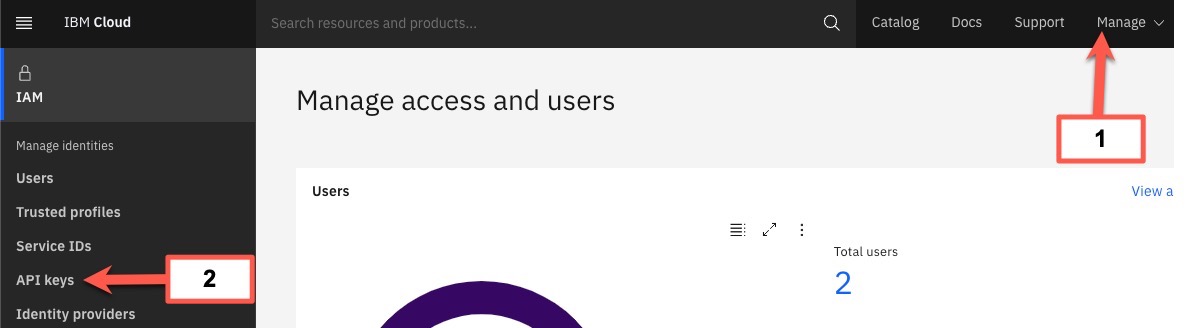 IBM Cloud
Search resources and products...
Catalog
Docs
Support
Manage
IAM
Manage access and users
1
Manage identities
Users
Trusted profiles
Service IDs
API keys
2
Identity providers
Users
View a
Total users
2